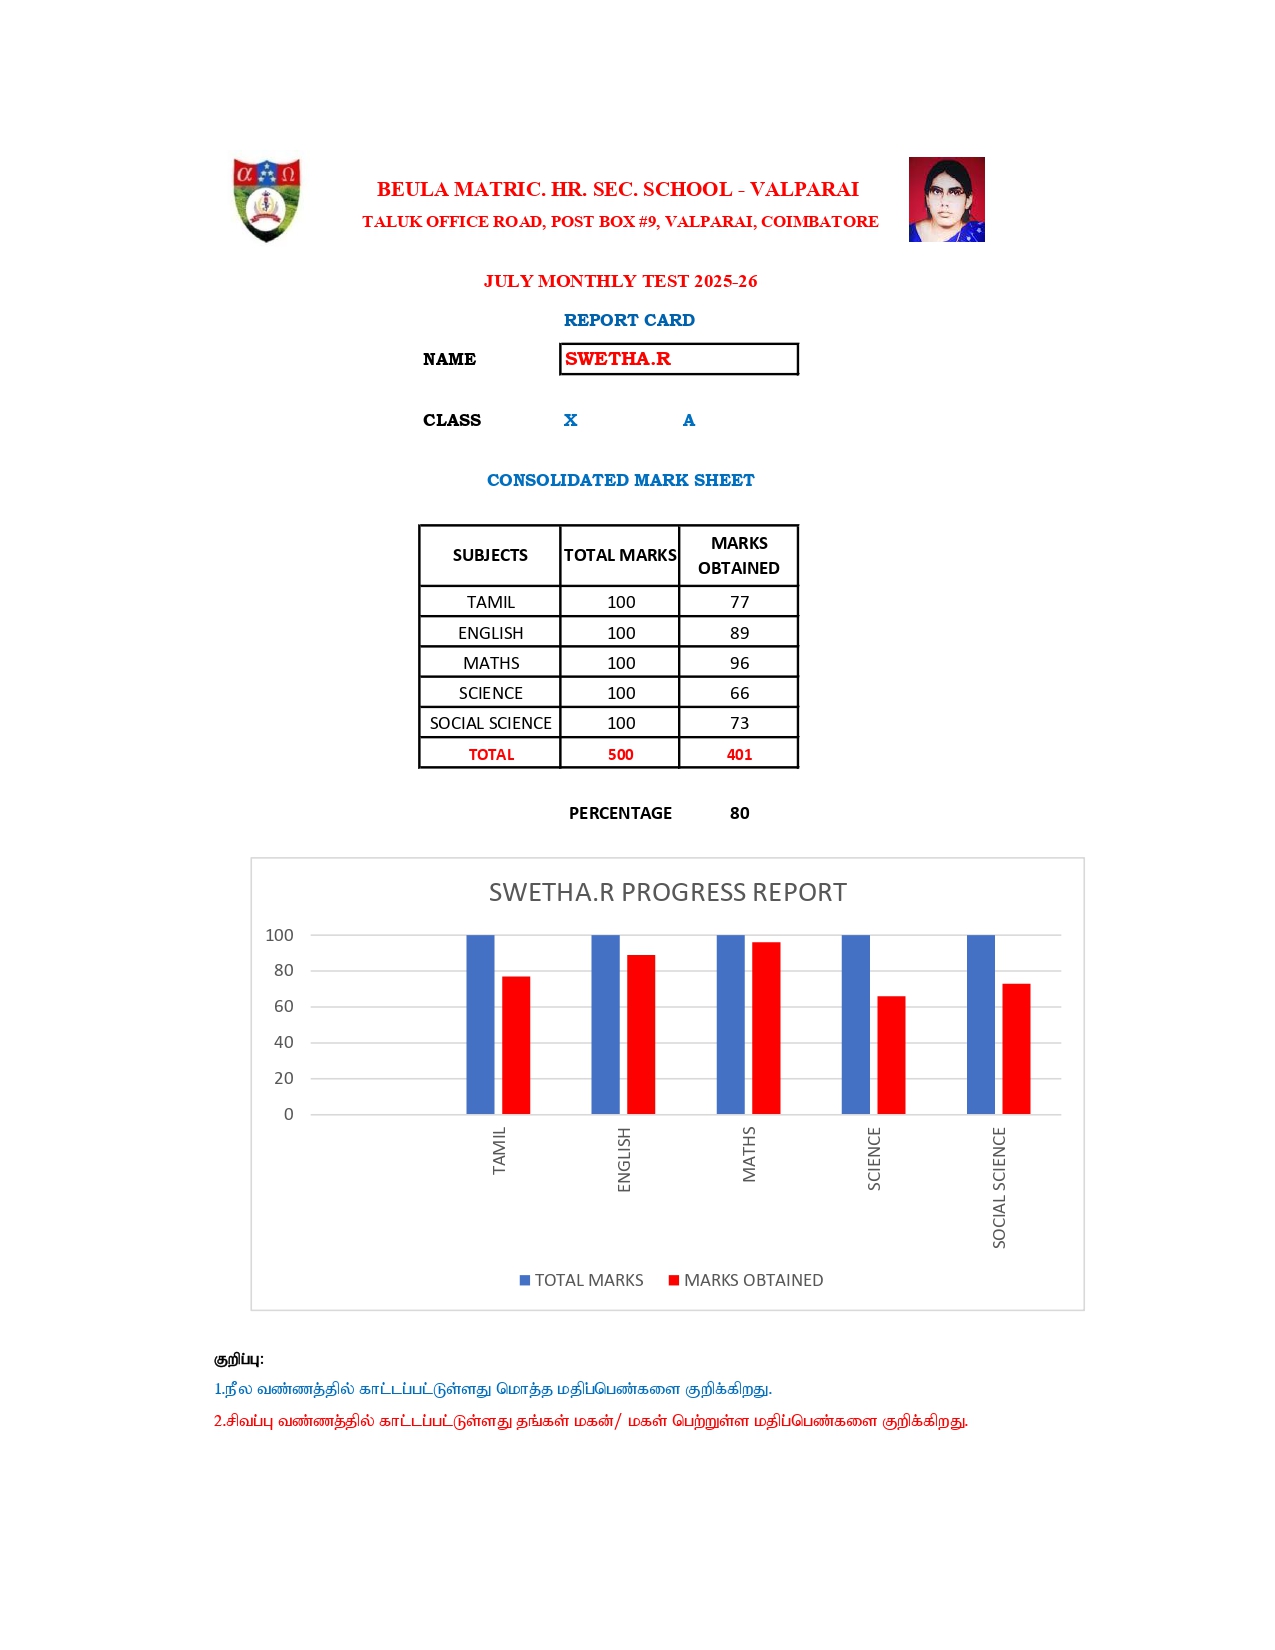 α Ω
BEULA MATRIC. HR. SEC. SCHOOL - VALPARAI
TALUK OFFICE ROAD, POST BOX #9, VALPARAI, COIMBATORE
JULY MONTHLY TEST 2025-26
REPORT CARD
NAME SWETHA.R
CLASS X A
CONSOLIDATED MARK SHEET
SUBJECTS TOTAL MARKS MARKS OBTAINED
TAMIL 100 77
ENGLISH 100 89
MATHS 100 96
SCIENCE 100 66
SOCIAL SCIENCE 100 73
TOTAL 500 401
PERCENTAGE 80
SWETHA.R PROGRESS REPORT
100
80
60
40
20
0
TAMIL ENGLISH MATHS SCIENCE SOCIAL SCIENCE
TOTAL MARKS MARKS OBTAINED
குறிப்பு:
1.நீல வண்ணத்தில் காட்டப்பட்டுள்ளது மொத்த மதிப்பெண்களை குறிக்கிறது.
2.சிவப்பு வண்ணத்தில் காட்டப்பட்டுள்ளது தங்கள் மகன்/ மகள் பெற்றுள்ள மதிப்பெண்களை குறிக்கிறது.